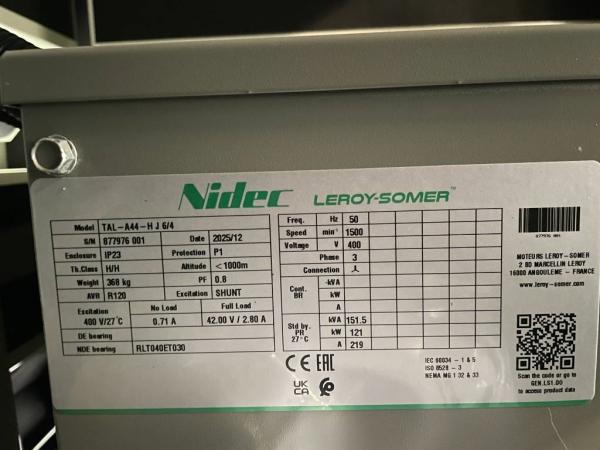 Nidec LEROY-SOMER™
Model TAL-A44-H J 6/4
S/N 877976 001 Date 2025/12
Enclosure IP23 Protection P1
Th.Class H/H Altitude <1000m
Weight 368 kg PF 0.8
AVR R120 Excitation SHUNT
Excitation No Load Full Load
400 V/27°C 0.71 A 42.00 V / 2.80 A
DE bearing
NDE bearing RLT040ET030
Freq. Hz 50
Speed min⁻¹ 1500
Voltage V 400
Phase 3
Connection
Cont. BR kVA
kW
A
Std by. PR 27°C kVA 151.5
kW 121
A 219
CE EAC
UK CA
IEC 60034 - 1 & 5
ISO 8528 - 3
NEMA MG 1 32 & 33
877976 001
MOTEURS LEROY-SOMER
2 BD MARCELLIN LEROY
16000 ANGOULEME - FRANCE
www.leroy-somer.com
Scan the code or go to
GEN.LS1.DO
to access product data